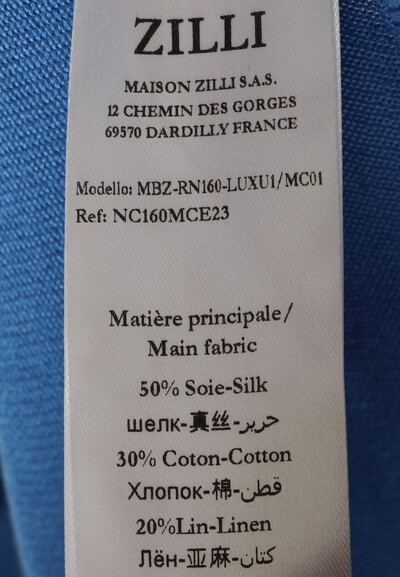 ZILLI
MAISON ZILLI S.A.S.
12 CHEMIN DES GORGES
69570 DARDILLY FRANCE
Modello: MBZ-RN160-LUXU1/MC01
Ref: NC160MCE23
Matière principale/
Main fabric
50% Soie-Silk
шелк-真丝-حرير
30% Coton-Cotton
Хлопок-棉-قطن
20%Lin-Linen
Лён-亚麻-كتان